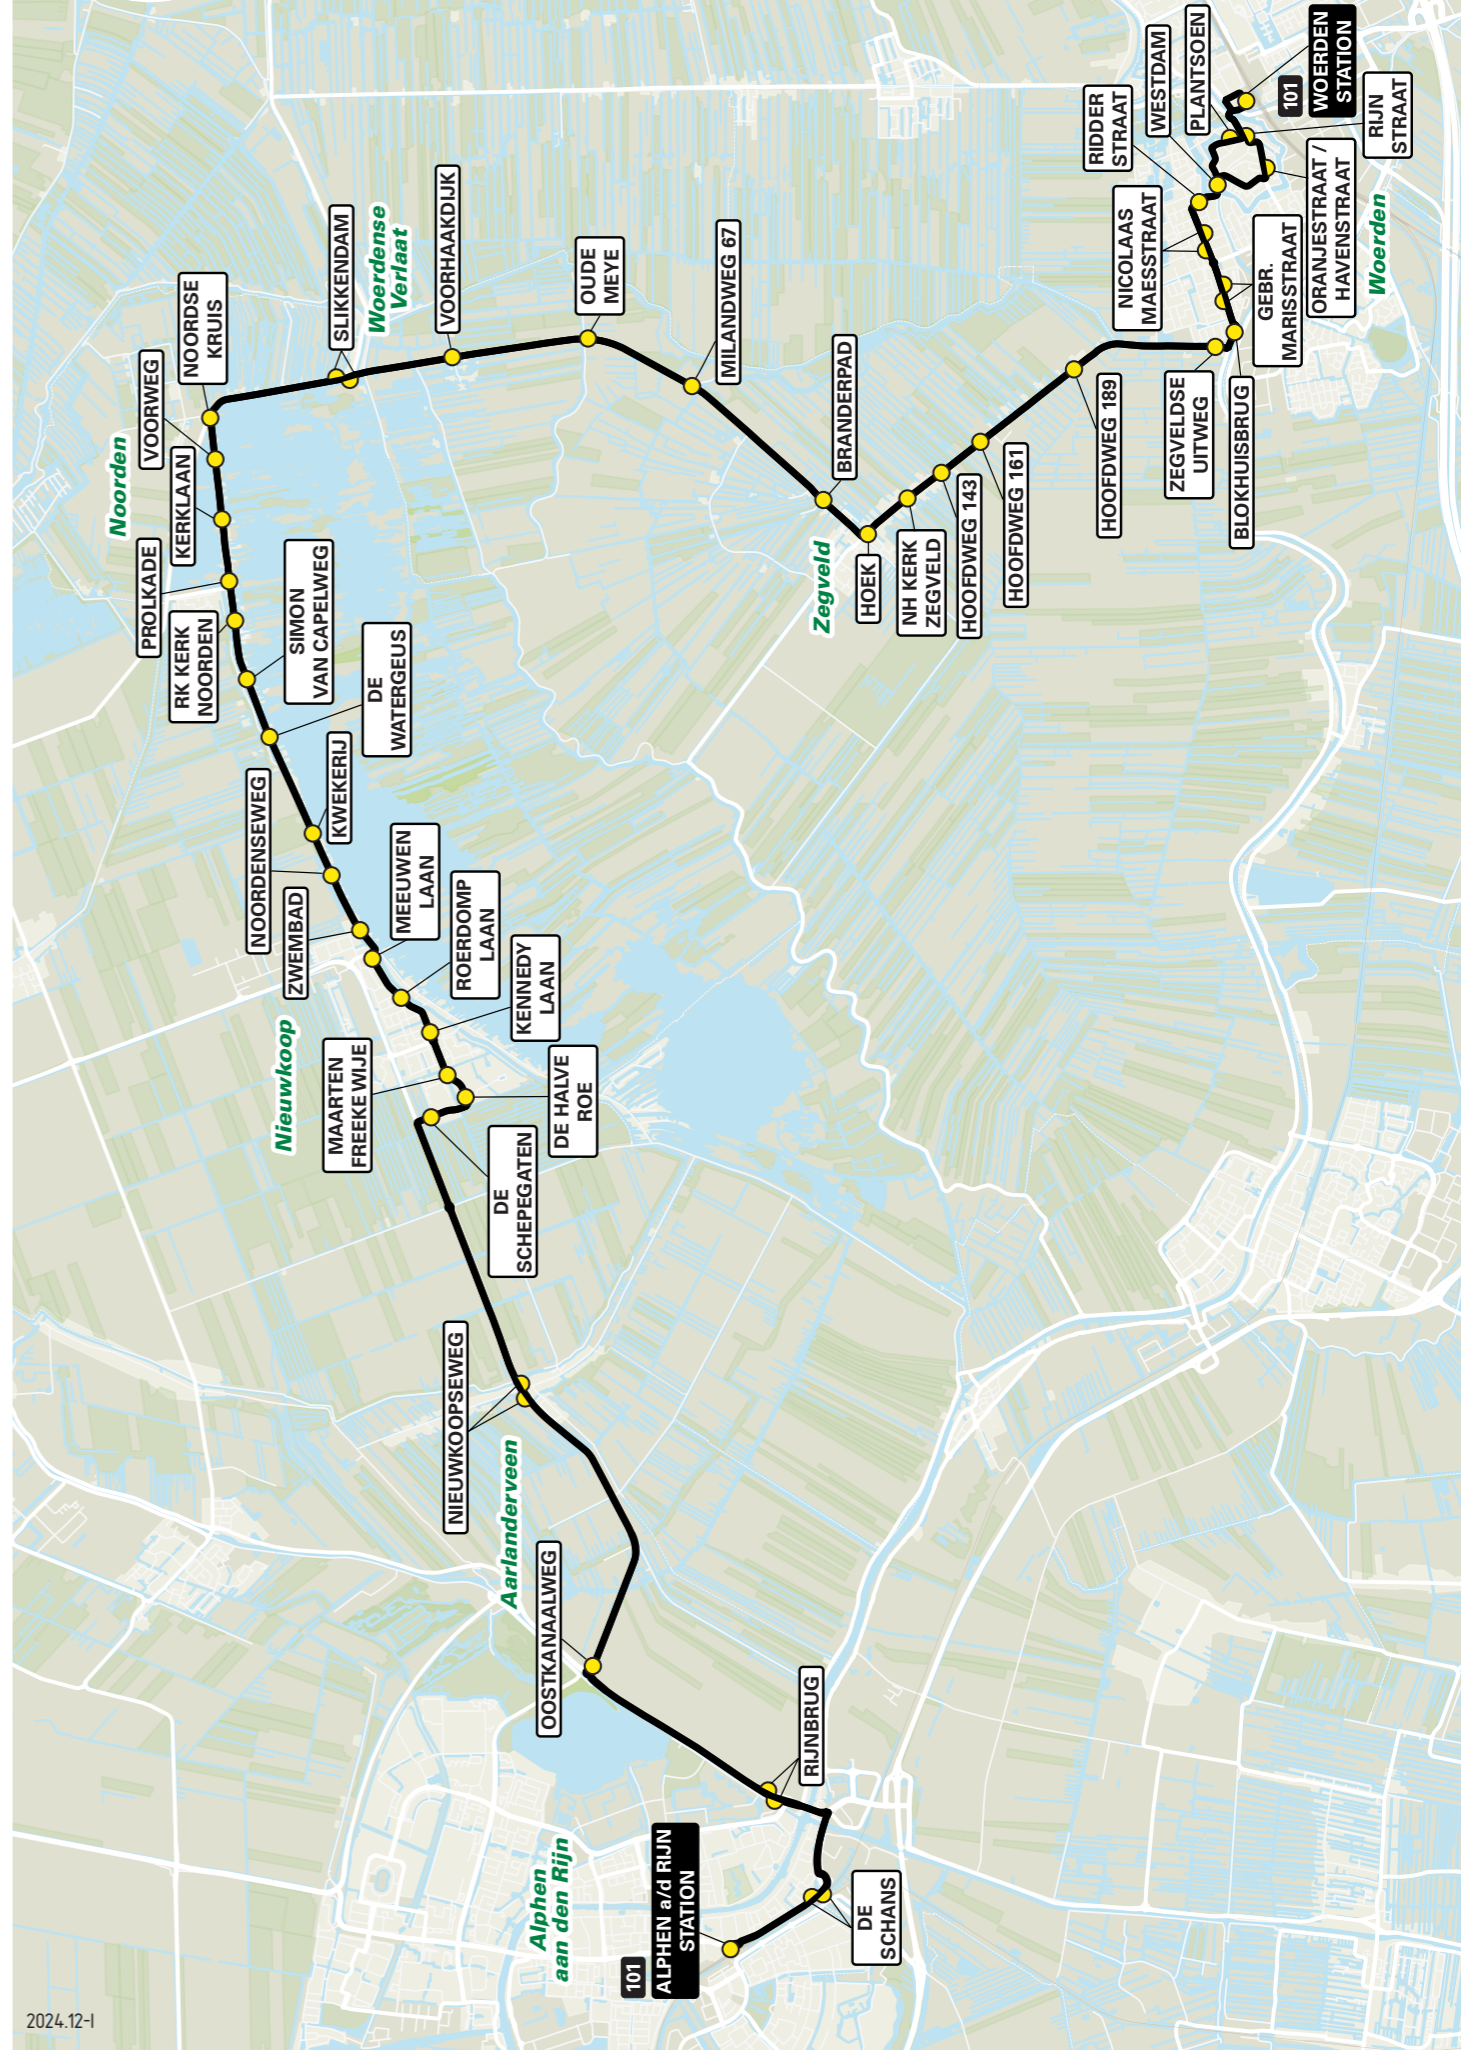 101
ALPHEN a/d RIJN
STATION
Alphen
aan den Rijn
DE
SCHANS
RIJNBRUG
OOSTKANAALWEG
Aarlanderveen
NIEUWKOOPSEWEG
DE
SCHEPEGATEN
DE HALVE
ROE
MAARTEN
FREEKE WIJE
Nieuwkoop
KENNEDY
LAAN
ROERDOMP
LAAN
MEEUWEN
LAAN
ZWEMBAD
NOORDENSEWEG
KWEKERIJ
DE
WATERGEUS
SIMON
VAN CAPELWEG
RK KERK
NOORDEN
PROLKADE
KERKLAAN
Noorden
VOORWEG
NOORDSE
KRUIS
SLIKKENDAM
Woerdense
Verlaat
VOORHAAKDIJK
OUDE
MEYE
MILANDWEG 67
BRANDERPAD
Zegveld
HOEK
NH KERK
ZEGVELD
HOOFDWEG 143
HOOFDWEG 161
HOOFDWEG 189
ZEGVELDSE
UITWEG
BLOKHUISBRUG
GEBR.
MARISSTRAAT
NICOLAAS
MAESSTRAAT
RIDDER
STRAAT
WESTDAM
PLANTSOEN
ORANJESTRAAT /
HAVENSTRAAT
RIJN
STRAAT
Woerden
101
WOERDEN
STATION
2024.12-I